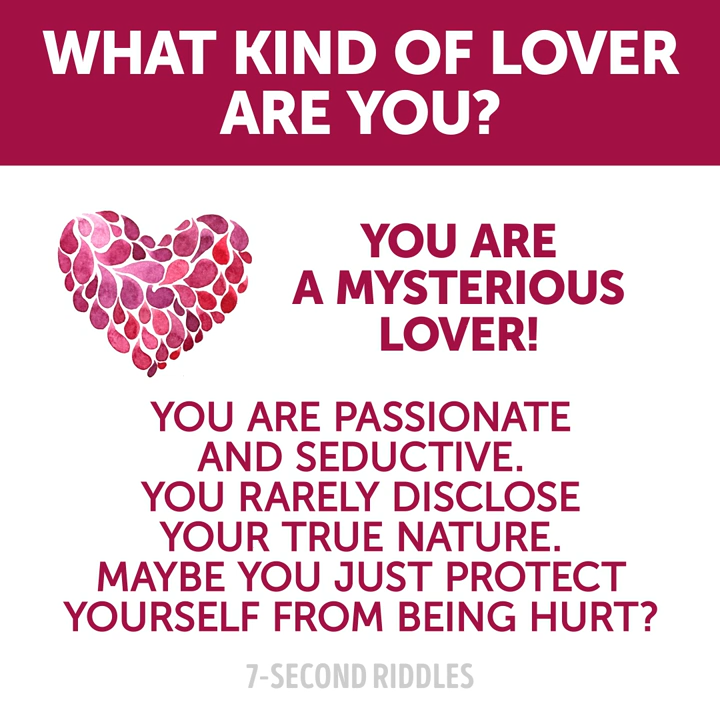 WHAT KIND OF LOVER
ARE YOU?
YOU ARE
A MYSTERIOUS
LOVER!
YOU ARE PASSIONATE
AND SEDUCTIVE.
YOU RARELY DISCLOSE
YOUR TRUE NATURE.
MAYBE YOU JUST PROTECT
YOURSELF FROM BEING HURT?
7-SECOND RIDDLES